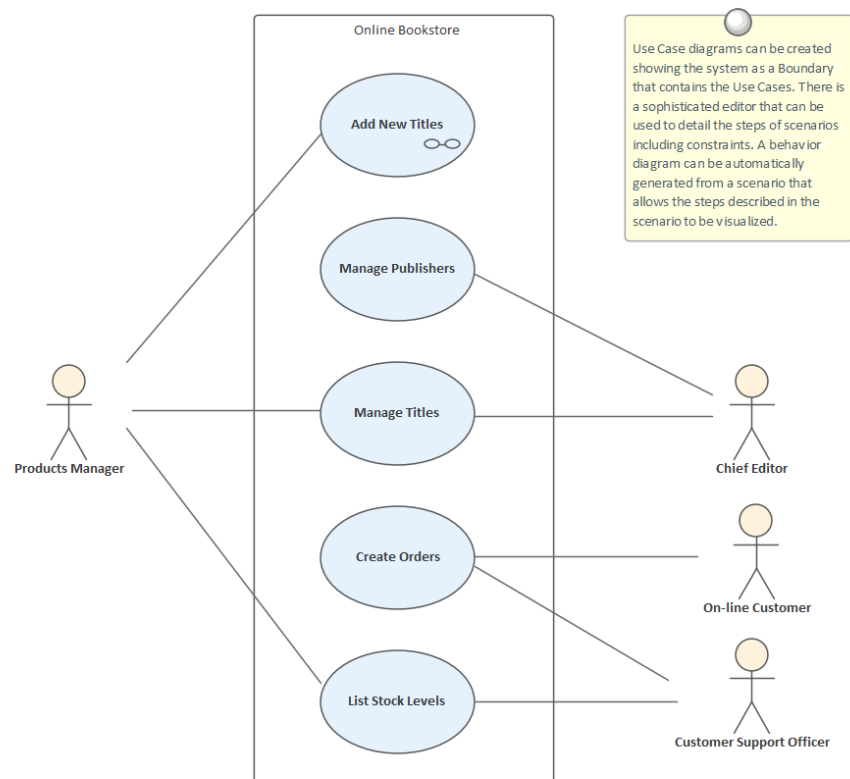 Online Bookstore
Use Case diagrams can be created
showing the system as a Boundary
that contains the Use Cases. There is
a sophisticated editor that can be
used to detail the steps of scenarios
including constraints. A behavior
diagram can be automatically
generated from a scenario that
allows the steps described in the
scenario to be visualized.
Add New Titles
Manage Publishers
Manage Titles
Products Manager
Chief Editor
Create Orders
On-line Customer
List Stock Levels
Customer Support Officer